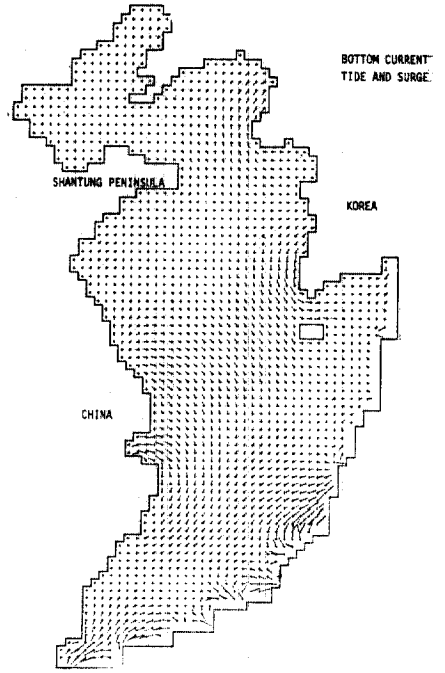 BOTTOM CURRENT
TIDE AND SURGE.
SHANTUNG PENINSULA
KOREA
CHINA